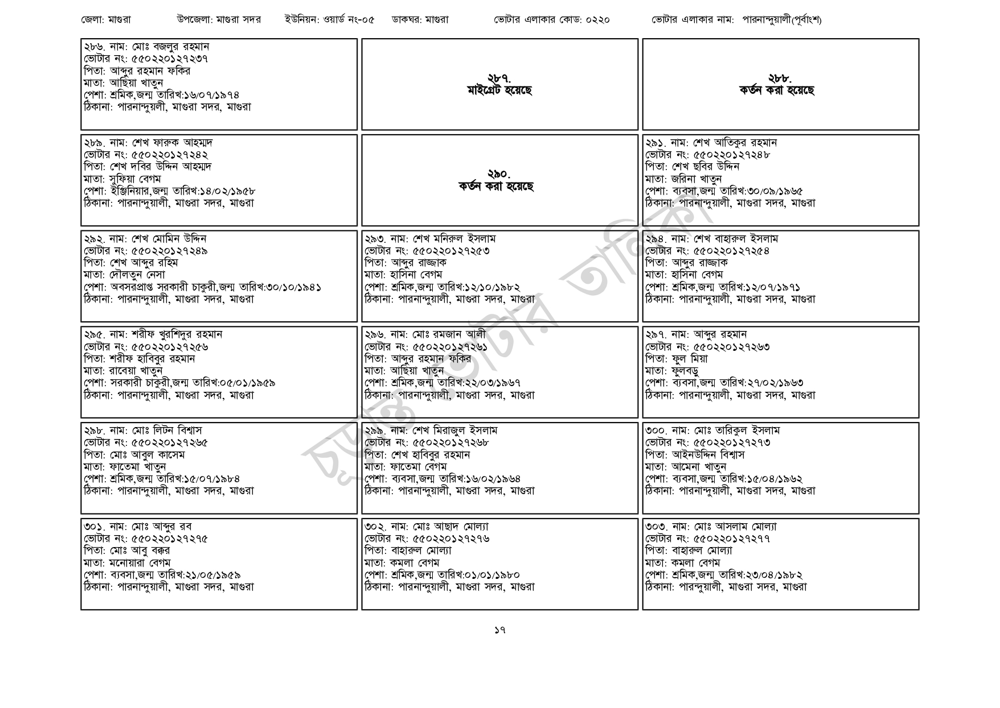 জেলা: মাগুরা উপজেলা: মাগুরা সদর ইউনিয়ন: ওয়ার্ড নং-০৫ ডাকঘর: মাগুরা ভোটার এলাকার কোড: ০২২০ ভোটার এলাকার নাম: পারনান্দুয়ালী(পূর্বাংশ)
২৮৬. নাম: মোঃ বজলুর রহমান
ভোটার নং: ৫৫০২২০১২৭২৩৭
পিতা: আব্দুর রহমান ফকির
মাতা: আছিয়া খাতুন
পেশা: শ্রমিক,জন্ম তারিখ:১৬/০৭/১৯৭৪
ঠিকানা: পারনান্দুয়লী, মাগুরা সদর, মাগুরা
২৮৭.
মাইগ্রেট হয়েছে
২৮৮.
কর্তন করা হয়েছে
২৮৯. নাম: শেখ ফারুক আহম্মদ
ভোটার নং: ৫৫০২২০১২৭২৪২
পিতা: শেখ দবির উদ্দিন আহম্মদ
মাতা: সুফিয়া বেগম
পেশা: ইঞ্জিনিয়ার,জন্ম তারিখ:১৪/০২/১৯৫৮
ঠিকানা: পারনান্দুয়ালী, মাগুরা সদর, মাগুরা
২৯০.
কর্তন করা হয়েছে
২৯১. নাম: শেখ আতিকুর রহমান
ভোটার নং: ৫৫০২২০১২৭২৪৮
পিতা: শেখ ছবির উদ্দিন
মাতা: জরিনা খাতুন
পেশা: ব্যবসা,জন্ম তারিখ:৩০/০৯/১৯৬৫
ঠিকানা: পারনান্দুয়ালী, মাগুরা সদর, মাগুরা
২৯২. নাম: শেখ মোমিন উদ্দিন
ভোটার নং: ৫৫০২২০১২৭২৪৯
পিতা: শেখ আব্দুর রহিম
মাতা: দৌলতুন নেসা
পেশা: অবসরপ্রাপ্ত সরকারী চাকুরী,জন্ম তারিখ:৩০/১০/১৯৪১
ঠিকানা: পারনান্দুয়ালী, মাগুরা সদর, মাগুরা
২৯৩. নাম: শেখ মনিরুল ইসলাম
ভোটার নং: ৫৫০২২০১২৭২৫৩
পিতা: আব্দুর রাজ্জাক
মাতা: হাসিনা বেগম
পেশা: শ্রমিক,জন্ম তারিখ:১২/১০/১৯৮২
ঠিকানা: পারনান্দুয়ালী, মাগুরা সদর, মাগুরা
২৯৪. নাম: শেখ বাহারুল ইসলাম
ভোটার নং: ৫৫০২২০১২৭২৫৪
পিতা: আব্দুর রাজ্জাক
মাতা: হাসিনা বেগম
পেশা: শ্রমিক,জন্ম তারিখ:১২/০৭/১৯৭১
ঠিকানা: পারনান্দুয়ালী, মাগুরা সদর, মাগুরা
২৯৫. নাম: শরীফ খুরশিদুর রহমান
ভোটার নং: ৫৫০২২০১২৭২৫৬
পিতা: শরীফ হাবিবুর রহমান
মাতা: রাবেয়া খাতুন
পেশা: সরকারী চাকুরী,জন্ম তারিখ:০৫/০১/১৯৫৯
ঠিকানা: পারনান্দুয়ালী, মাগুরা সদর, মাগুরা
২৯৬. নাম: মোঃ রমজান আলী
ভোটার নং: ৫৫০২২০১২৭২৬১
পিতা: আব্দুর রহমান ফকির
মাতা: আছিয়া খাতুন
পেশা: শ্রমিক,জন্ম তারিখ:২২/০৩/১৯৬৭
ঠিকানা: পারনান্দুয়ালী, মাগুরা সদর, মাগুরা
২৯৭. নাম: আব্দুর রহমান
ভোটার নং: ৫৫০২২০১২৭২৬৩
পিতা: ফুল মিয়া
মাতা: ফুলবড়ু
পেশা: ব্যবসা,জন্ম তারিখ:২৭/০২/১৯৬৩
ঠিকানা: পারনান্দুয়ালী, মাগুরা সদর, মাগুরা
২৯৮. নাম: মোঃ লিটন বিশ্বাস
ভোটার নং: ৫৫০২২০১২৭২৬৫
পিতা: মোঃ আবুল কাসেম
মাতা: ফাতেমা খাতুন
পেশা: শ্রমিক,জন্ম তারিখ:১৫/০৭/১৯৮৪
ঠিকানা: পারনান্দুয়ালী, মাগুরা সদর, মাগুরা
২৯৯. নাম: শেখ মিরাজুল ইসলাম
ভোটার নং: ৫৫০২২০১২৭২৬৮
পিতা: শেখ হাবিবুর রহমান
মাতা: ফাতেমা বেগম
পেশা: ব্যবসা,জন্ম তারিখ:১৬/০২/১৯৬৪
ঠিকানা: পারনান্দুয়ালী, মাগুরা সদর, মাগুরা
৩০০. নাম: মোঃ তারিকুল ইসলাম
ভোটার নং: ৫৫০২২০১২৭২৭৩
পিতা: আইনউদ্দিন বিশ্বাস
মাতা: আমেনা খাতুন
পেশা: ব্যবসা,জন্ম তারিখ:১৫/০৪/১৯৬২
ঠিকানা: পারনান্দুয়ালী, মাগুরা সদর, মাগুরা
৩০১. নাম: মোঃ আব্দুর রব
ভোটার নং: ৫৫০২২০১২৭২৭৫
পিতা: মোঃ আবু বক্কর
মাতা: মনোয়ারা বেগম
পেশা: ব্যবসা,জন্ম তারিখ:২১/০৫/১৯৫৯
ঠিকানা: পারনান্দুয়ালী, মাগুরা সদর, মাগুরা
৩০২. নাম: মোঃ আছাদ মোল্যা
ভোটার নং: ৫৫০২২০১২৭২৭৬
পিতা: বাহারুল মোল্যা
মাতা: কমলা বেগম
পেশা: শ্রমিক,জন্ম তারিখ:০১/০১/১৯৮০
ঠিকানা: পারনান্দুয়ালী, মাগুরা সদর, মাগুরা
৩০৩. নাম: মোঃ আসলাম মোল্যা
ভোটার নং: ৫৫০২২০১২৭২৭৭
পিতা: বাহারুল মোল্যা
মাতা: কমলা বেগম
পেশা: শ্রমিক,জন্ম তারিখ:২৩/০৪/১৯৮২
ঠিকানা: পারন্দুয়ালী, মাগুরা সদর, মাগুরা
চূড়ান্ত ভোটার তালিকা
১৭